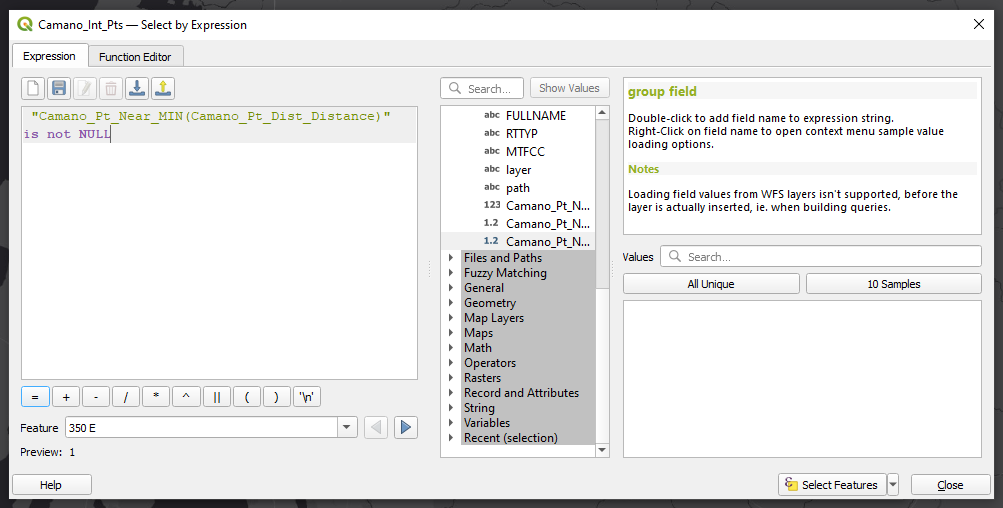 Camano_Int_Pts — Select by Expression
Expression
Function Editor
"Camano_Pt_Near_MIN(Camano_Pt_Dist_Distance)"
is not NULL
= + - / * ^ || ( ) '\n'
Feature 350 E
Preview: 1
Search...
Show Values
abc FULLNAME
abc RTTYP
abc MTFCC
abc layer
abc path
123 Camano_Pt_N...
1.2 Camano_Pt_N...
1.2 Camano_Pt_N...
Files and Paths
Fuzzy Matching
General
Geometry
Map Layers
Maps
Math
Operators
Rasters
Record and Attributes
String
Variables
Recent (selection)
group field
Double-click to add field name to expression string.
Right-Click on field name to open context menu sample value
loading options.
Notes
Loading field values from WFS layers isn't supported, before the
layer is actually inserted, ie. when building queries.
Values Search...
All Unique
10 Samples
Help
Select Features
Close